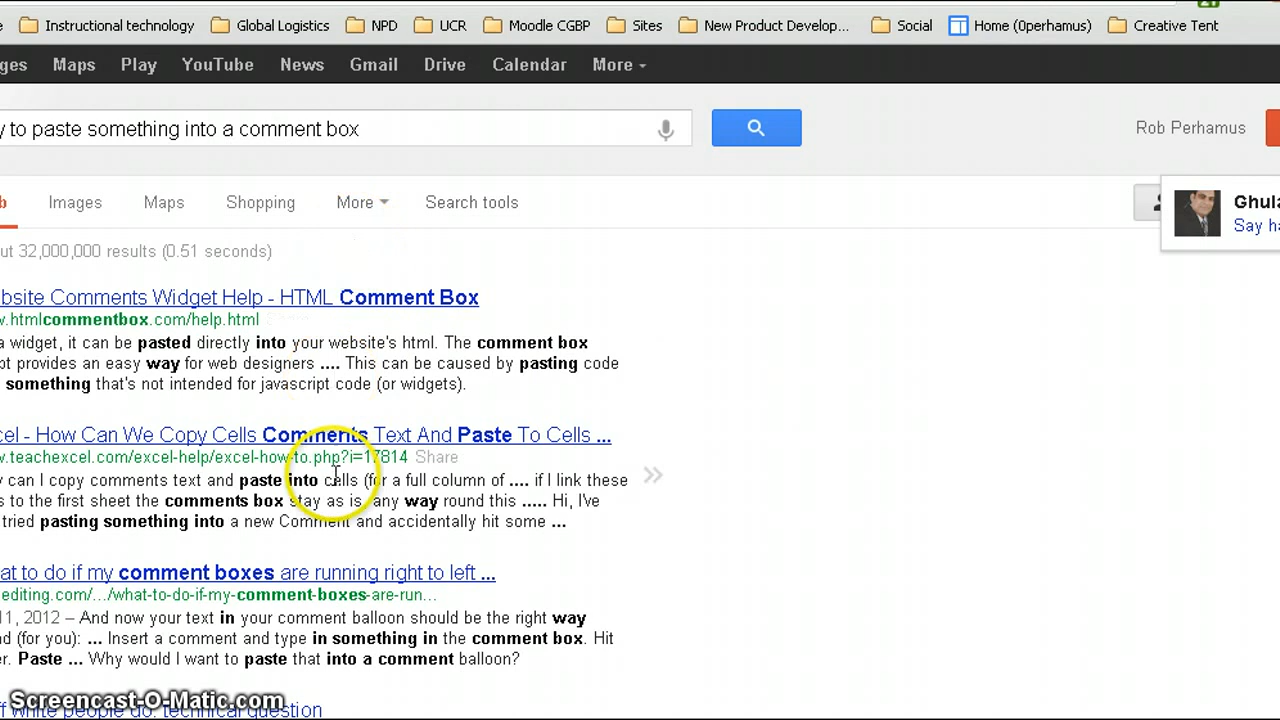 Instructional technology Global Logistics NPD UCR Moodle CGBP Sites New Product Develop... Social Home (0perhamus) Creative Tent
ges Maps Play YouTube News Gmail Drive Calendar More
y to paste something into a comment box
Rob Perhamus
b Images Maps Shopping More Search tools
Ghula
Say ha
ut 32,000,000 results (0.51 seconds)
bsite Comments Widget Help - HTML Comment Box
v.htmlcommentbox.com/help.html Share
a widget, it can be pasted directly into your website's html. The comment box
pt provides an easy way for web designers .... This can be caused by pasting code
something that's not intended for javascript code (or widgets).
cel - How Can We Copy Cells Comments Text And Paste To Cells ...
v.teachexcel.com/excel-help/excel-how-to.php?i=17814 Share
y can I copy comments text and paste into cells (for a full column of .... if I link these
s to the first sheet the comments box stay as is, any way round this ..... Hi, I've
tried pasting something into a new Comment and accidentally hit some ...
at to do if my comment boxes are running right to left ...
editing.com/.../what-to-do-if-my-comment-boxes-are-run...
11, 2012 – And now your text in your comment balloon should be the right way
nd (for you): ... Insert a comment and type in something in the comment box. Hit
er. Paste ... Why would I want to paste that into a comment balloon?
ff white people do: technical question
Screencast-O-Matic.com